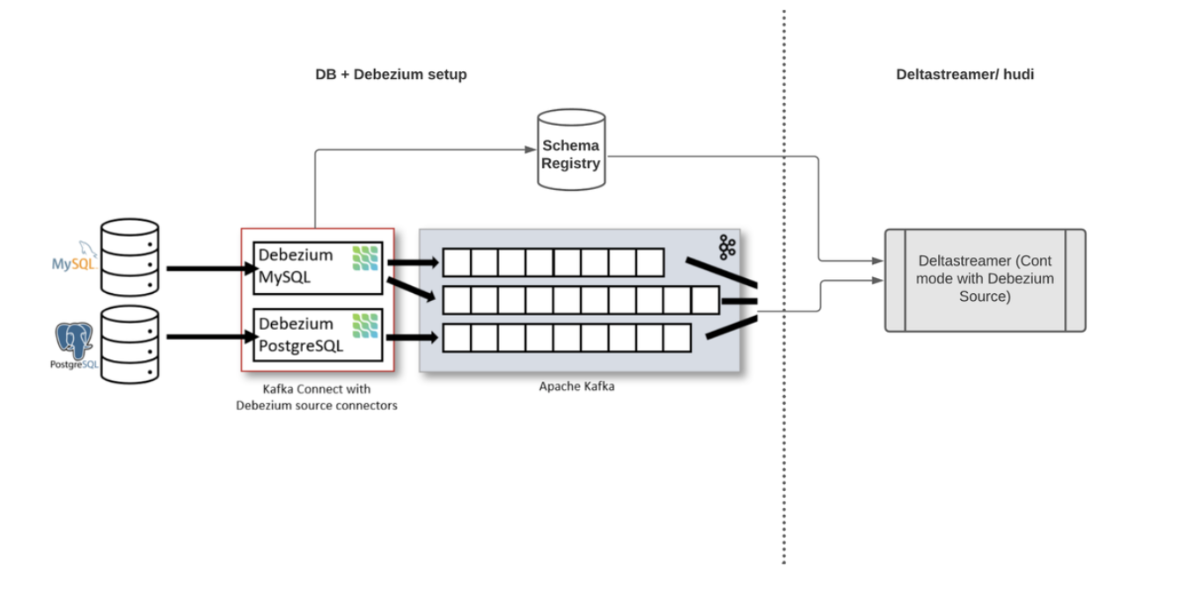 DB + Debezium setup
Deltastreamer/ hudi
Schema
Registry
MySQL
Debezium
MySQL
PostgreSQL
Debezium
PostgreSQL
Kafka Connect with
Debezium source connectors
Apache Kafka
Deltastreamer (Cont
mode with Debezium
Source)